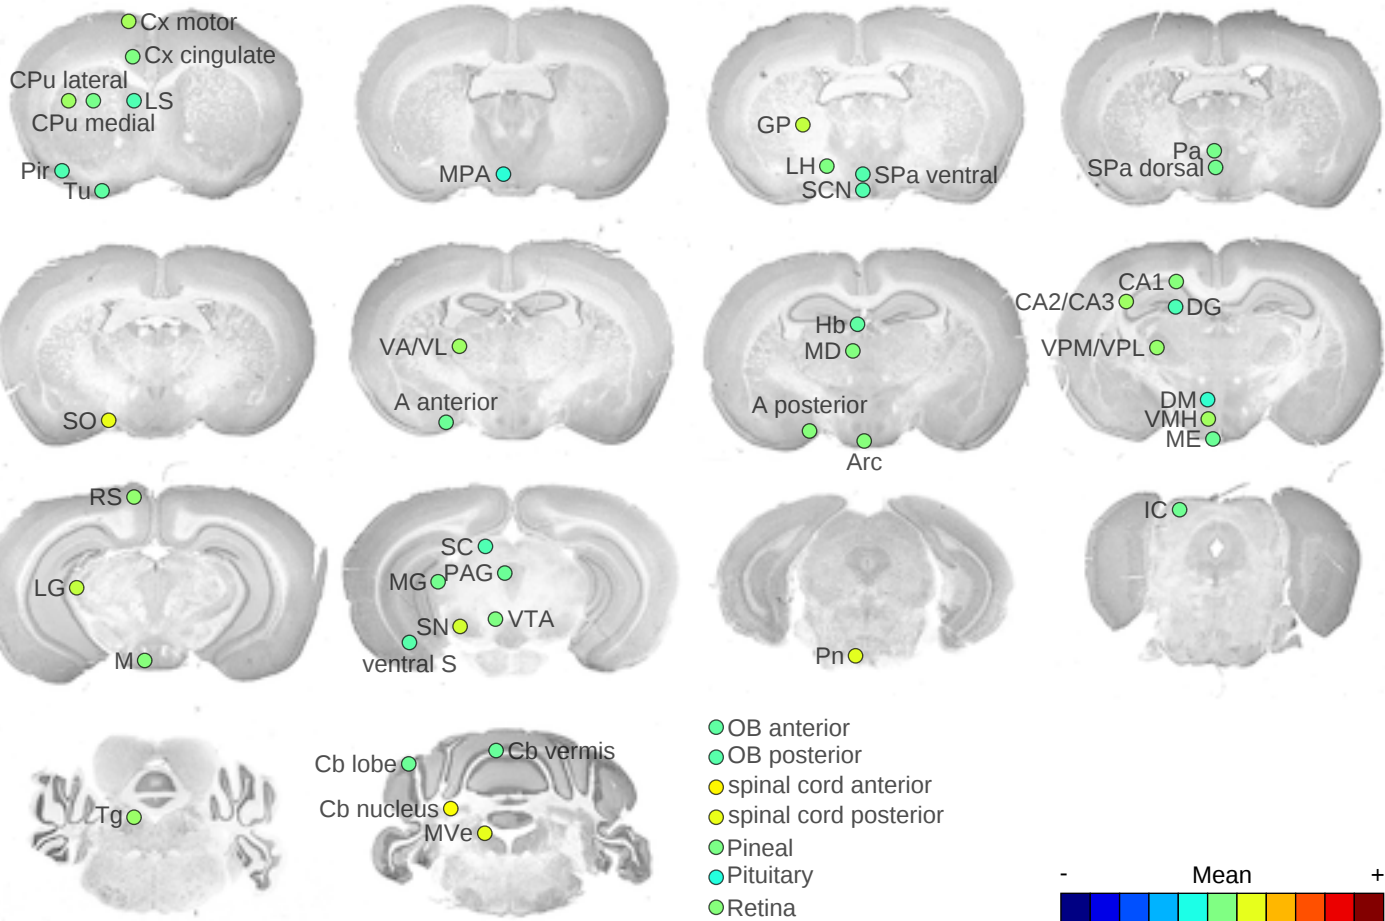 Cx motor
Cx cingulate
CPu lateral
LS
CPu medial
Pir
Tu
MPA
GP
LH
SPa ventral
SCN
Pa
SPa dorsal
SO
VA/VL
A anterior
Hb
MD
A posterior
Arc
CA1
CA2/CA3
DG
VPM/VPL
DM
VMH
ME
RS
LG
M
SC
MG
PAG
SN
VTA
ventral S
Pn
IC
Tg
Cb lobe
Cb vermis
Cb nucleus
MVe
OB anterior
OB posterior
spinal cord anterior
spinal cord posterior
Pineal
Pituitary
Retina
- Mean +